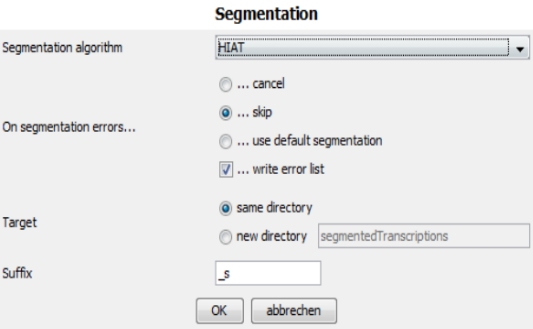 Segmentation
Segmentation algorithm HIAT
... cancel
On segmentation errors... ... skip
... use default segmentation
... write error list
same directory
Target
new directory segmentedTranscriptions
Suffix _s
OK abbrechen